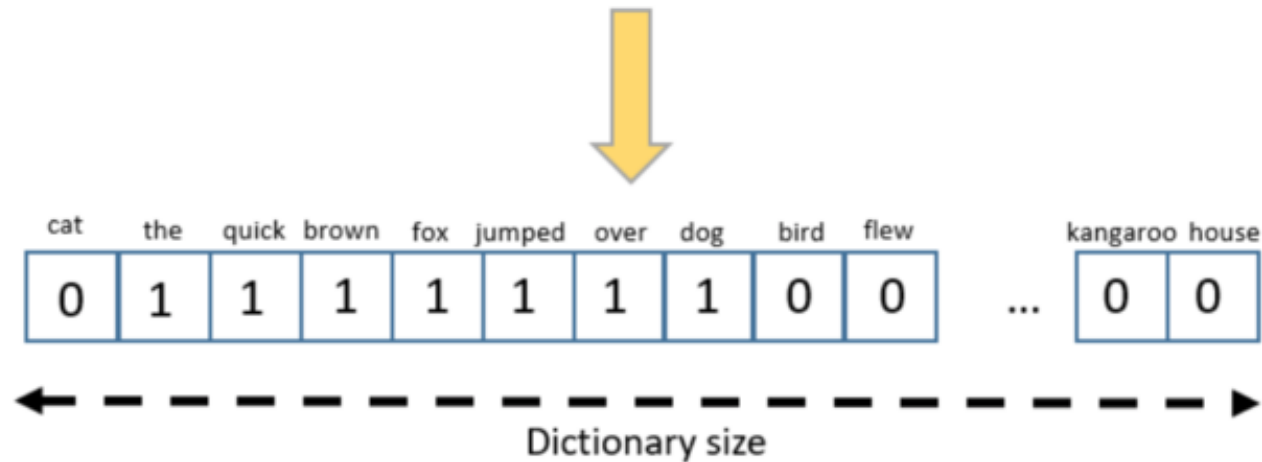 cat the quick brown fox jumped over dog bird flew kangaroo house
0 1 1 1 1 1 1 1 0 0 ... 0 0
Dictionary size